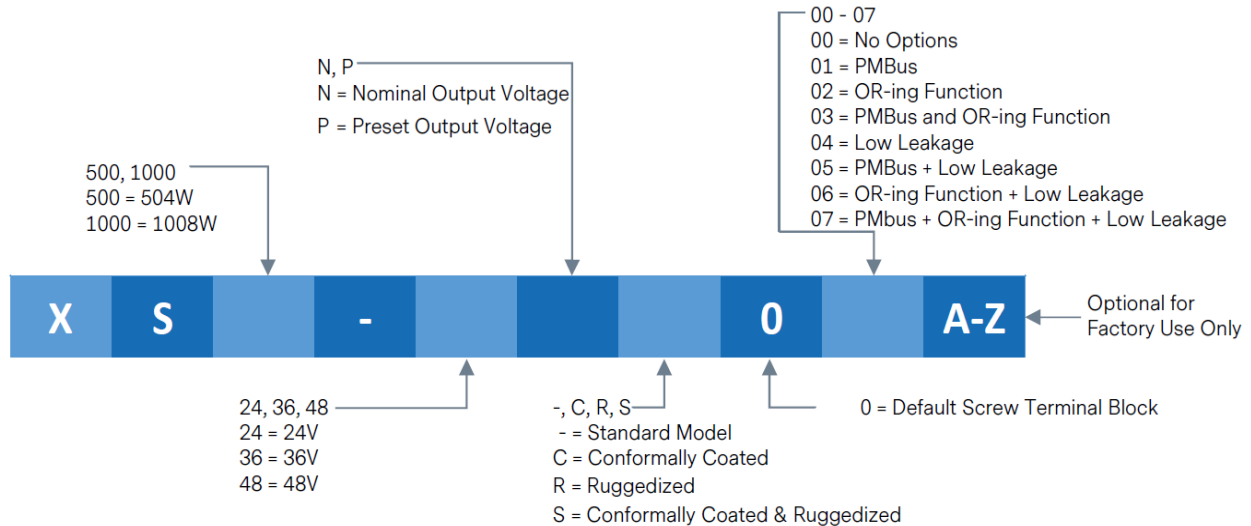 00 - 07
00 = No Options
01 = PMBus
02 = OR-ing Function
03 = PMBus and OR-ing Function
04 = Low Leakage
05 = PMBus + Low Leakage
06 = OR-ing Function + Low Leakage
07 = PMbus + OR-ing Function + Low Leakage
N, P
N = Nominal Output Voltage
P = Preset Output Voltage
500, 1000
500 = 504W
1000 = 1008W
X S - 0 A-Z
Optional for
Factory Use Only
24, 36, 48
24 = 24V
36 = 36V
48 = 48V
-, C, R, S
- = Standard Model
C = Conformally Coated
R = Ruggedized
S = Conformally Coated & Ruggedized
0 = Default Screw Terminal Block